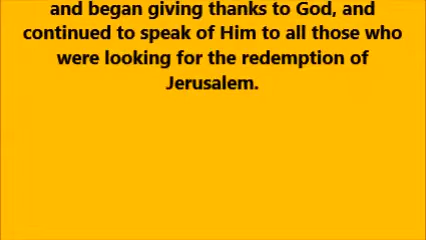 and began giving thanks to God, and
continued to speak of Him to all those who
were looking for the redemption of
Jerusalem.